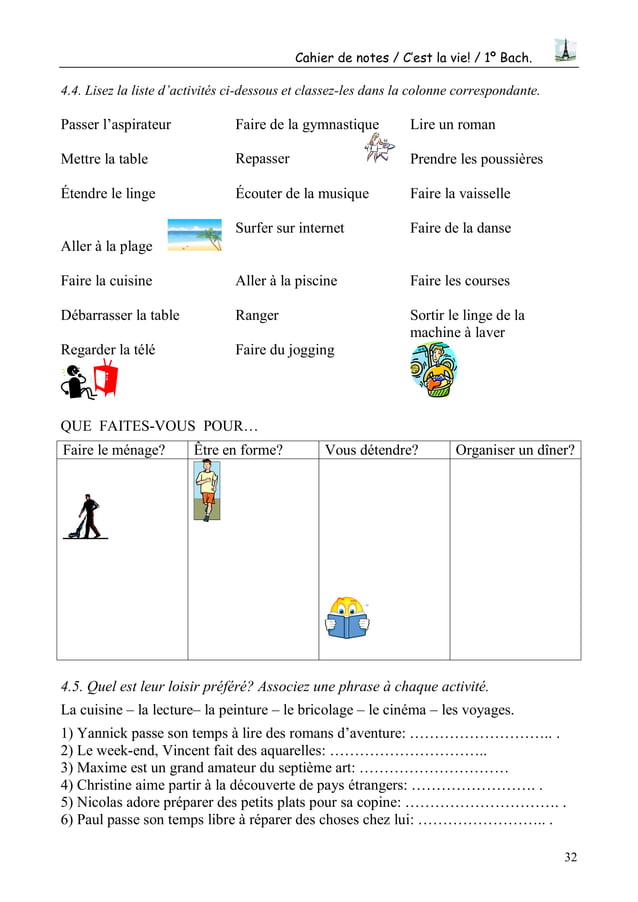 Cahier de notes / C'est la vie! / 1º Bach.
4.4. Lisez la liste d'activités ci-dessous et classez-les dans la colonne correspondante.
Passer l'aspirateur Faire de la gymnastique Lire un roman
Mettre la table Repasser Prendre les poussières
Étendre le linge Écouter de la musique Faire la vaisselle
Surfer sur internet Faire de la danse
Aller à la plage
Faire la cuisine Aller à la piscine Faire les courses
Débarrasser la table Ranger Sortir le linge de la
machine à laver
Regarder la télé Faire du jogging
QUE FAITES-VOUS POUR…
Faire le ménage? Être en forme? Vous détendre? Organiser un dîner?
4.5. Quel est leur loisir préféré? Associez une phrase à chaque activité.
La cuisine – la lecture– la peinture – le bricolage – le cinéma – les voyages.
1) Yannick passe son temps à lire des romans d'aventure: ……………………….. .
2) Le week-end, Vincent fait des aquarelles: …………………………..
3) Maxime est un grand amateur du septième art: …………………………
4) Christine aime partir à la découverte de pays étrangers: ……………………. .
5) Nicolas adore préparer des petits plats pour sa copine: …………………………. .
6) Paul passe son temps libre à réparer des choses chez lui: …………………….. .
32